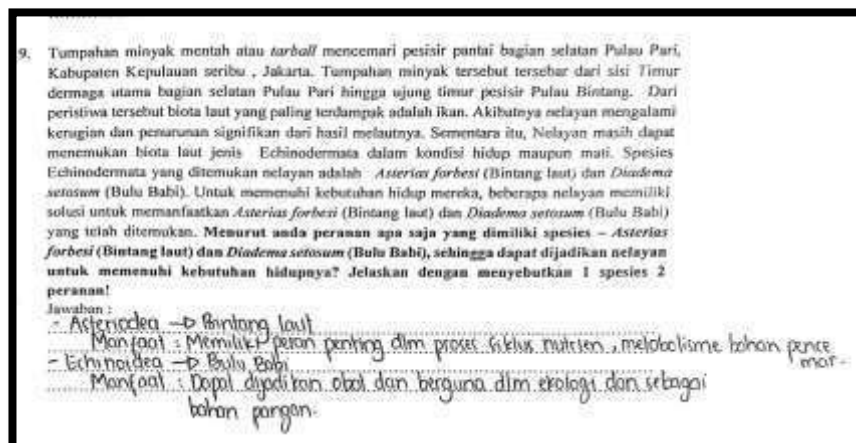 9. Tumpahan minyak mentah atau tarball mencemari pesisir pantai bagian selatan Pulau Pari,
Kabupaten Kepulauan seribu , Jakarta. Tumpahan minyak tersebut tersebar dari sisi Timur
dermaga utama bagian selatan Pulau Pari hingga ujung timur pesisir Pulau Bintang. Dari
peristiwa tersebut biota laut yang paling terdampak adalah ikan. Akibatnya nelayan mengalami
kerugian dan penurunan signifikan dari hasil melautnya. Sementara itu, Nelayan masih dapat
menemukan biota laut jenis Echinodermata dalam kondisi hidup maupun mati. Spesies
Echinodermata yang ditemukan nelayan adalah Asterias forbesi (Bintang laut) dan Diadema
setosum (Bulu Babi). Untuk memenuhi kebutuhan hidup mereka, beberapa nelayan memiliki
solusi untuk memanfaatkan Asterias forbesi (Bintang laut) dan Diadema setosum (Bulu Babi)
yang telah ditemukan. Menurut anda peranan apa saja yang dimiliki spesies – Asterias
forbesi (Bintang laut) dan Diadema setosum (Bulu Babi), sehingga dapat dijadikan nelayan
untuk memenuhi kebutuhan hidupnya? Jelaskan dengan menyebutkan 1 spesies 2
peranan!
Jawaban :
- Asteriodea → Bintang laut
Manfaat : Memiliki peran penting dlm proses siklus nutrien , metabolisme bahan pence
mar.
- Echinoidea → Bulu Babi
Manfaat : Dapat dijadikan obat dan berguna dlm ekologi dan sebagai
bahan pangan.